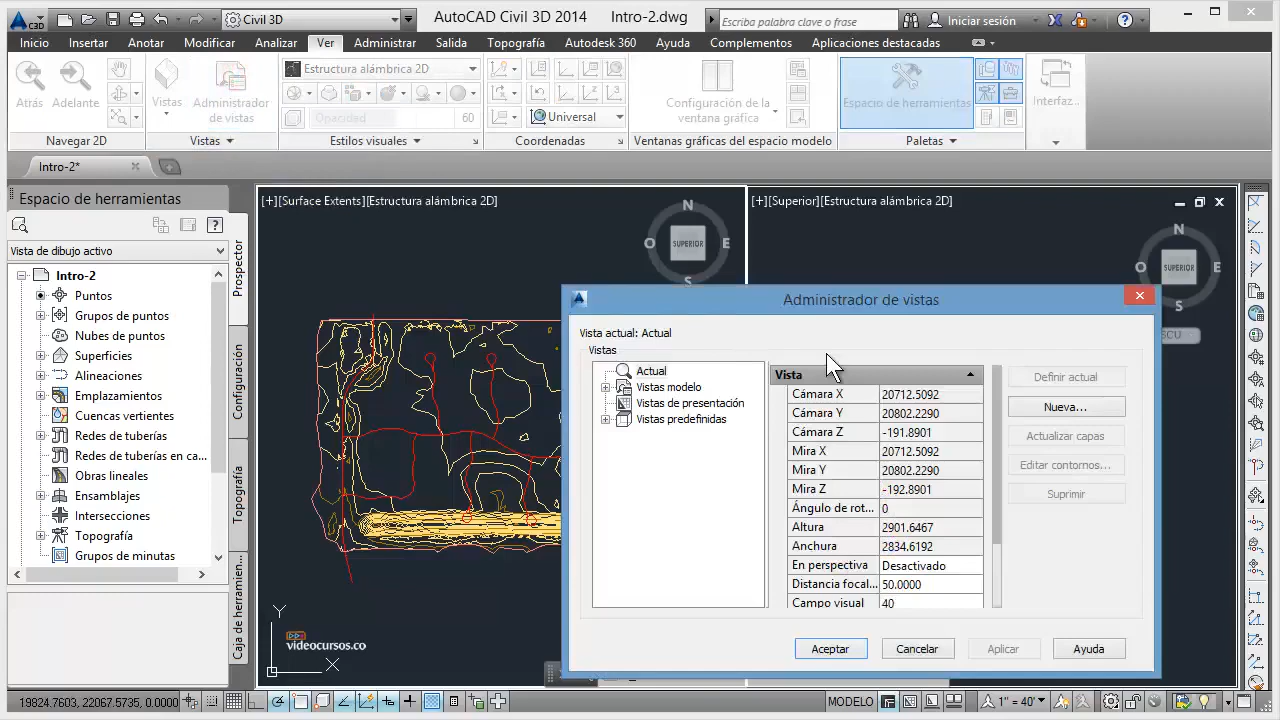 C3D
Civil 3D
AutoCAD Civil 3D 2014
Intro-2.dwg
Escriba palabra clave o frase
Iniciar sesión
Inicio
Insertar
Anotar
Modificar
Analizar
Ver
Administrar
Salida
Topografía
Autodesk 360
Ayuda
Complementos
Aplicaciones destacadas
Atrás
Adelante
Vistas
Administrador
de vistas
Estructura alámbrica 2D
Opacidad
60
Universal
Configuración de la
ventana gráfica
Espacio de herramientas
Interfaz...
Navegar 2D
Vistas
Estilos visuales
Coordenadas
Ventanas gráficas del espacio modelo
Paletas
Intro-2*
Espacio de herramientas
Vista de dibujo activo
Intro-2
Puntos
Grupos de puntos
Nubes de puntos
Superficies
Alineaciones
Emplazamientos
Cuencas vertientes
Redes de tuberías
Redes de tuberías en ca...
Obras lineales
Ensamblajes
Intersecciones
Topografía
Grupos de minutas
Prospector
Configuración
Topografía
Caja de herramien...
[+][Surface Extents][Estructura alámbrica 2D]
N
O
SUPERIOR
E
S
[+][Superior][Estructura alámbrica 2D]
N
O
SUPERIOR
E
S
SCU
Y
X
videocursos.co
Administrador de vistas
Vista actual: Actual
Vistas
Actual
Vistas modelo
Vistas de presentación
Vistas predefinidas
Vista
Cámara X 20712.5092
Cámara Y 20802.2290
Cámara Z -191.8901
Mira X 20712.5092
Mira Y 20802.2290
Mira Z -192.8901
Ángulo de rot... 0
Altura 2901.6467
Anchura 2834.6192
En perspectiva Desactivado
Distancia focal... 50.0000
Campo visual 40
Definir actual
Nueva...
Actualizar capas
Editar contornos...
Suprimir
Aceptar
Cancelar
Aplicar
Ayuda
19924.7603, 22067.5735, 0.0000
MODELO
1" = 40'